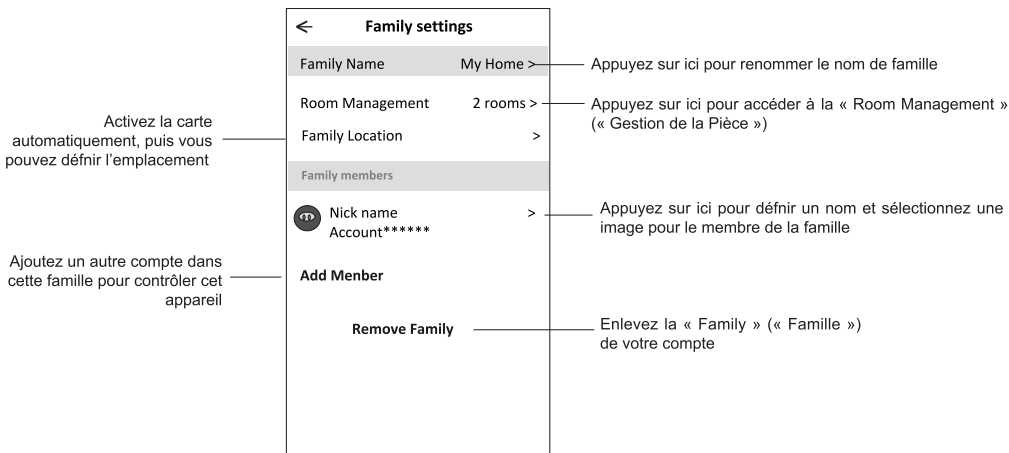 ← Family settings
Family Name My Home >
Appuyez sur ici pour renommer le nom de famille
Room Management 2 rooms >
Appuyez sur ici pour accéder à la « Room Management »
(« Gestion de la Pièce »)
Activez la carte
automatiquement, puis vous
pouvez défnir l’emplacement
Family Location >
Family members
Nick name >
Account******
Appuyez sur ici pour défnir un nom et sélectionnez une
image pour le membre de la famille
Ajoutez un autre compte dans
cette famille pour contrôler cet
appareil
Add Menber
Remove Family
Enlevez la « Family » (« Famille »)
de votre compte